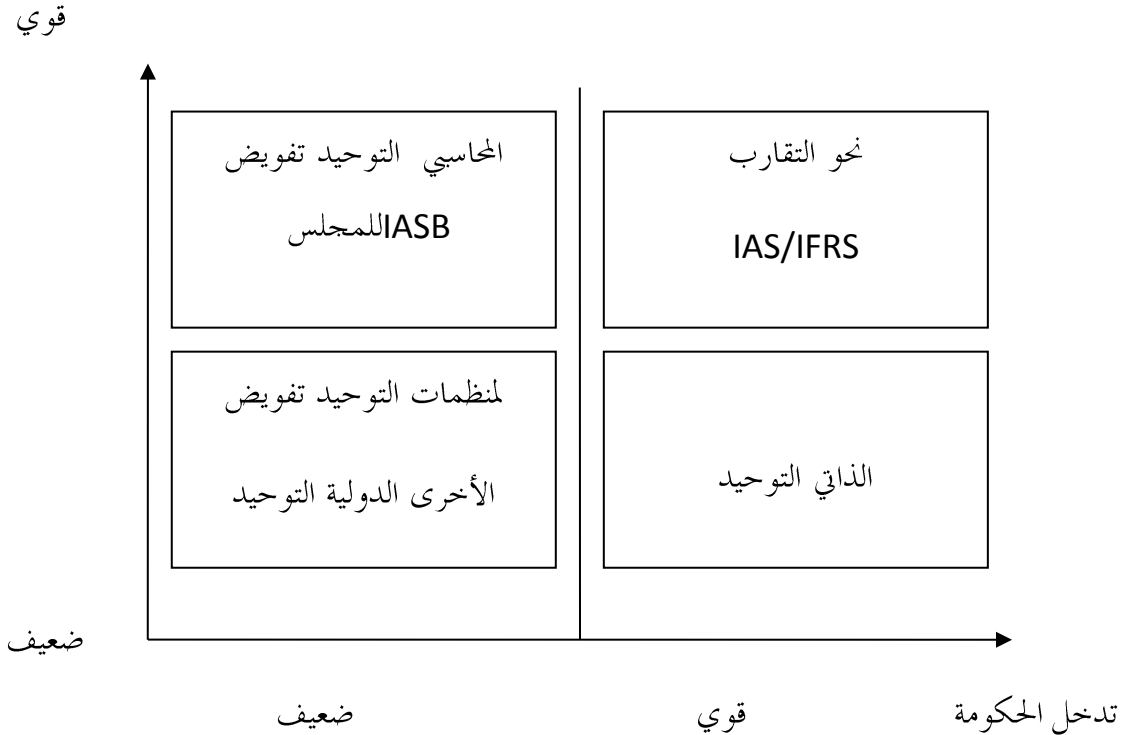 قوي
نحو التقارب
IAS/IFRS
المحاسبي التوحيد تفويض
IASBللمجلس
الذاتي التوحيد
لمنظمات التوحيد تفويض
الأخرى الدولية التوحيد
ضعيف
تدخل الحكومة
قوي
ضعيف